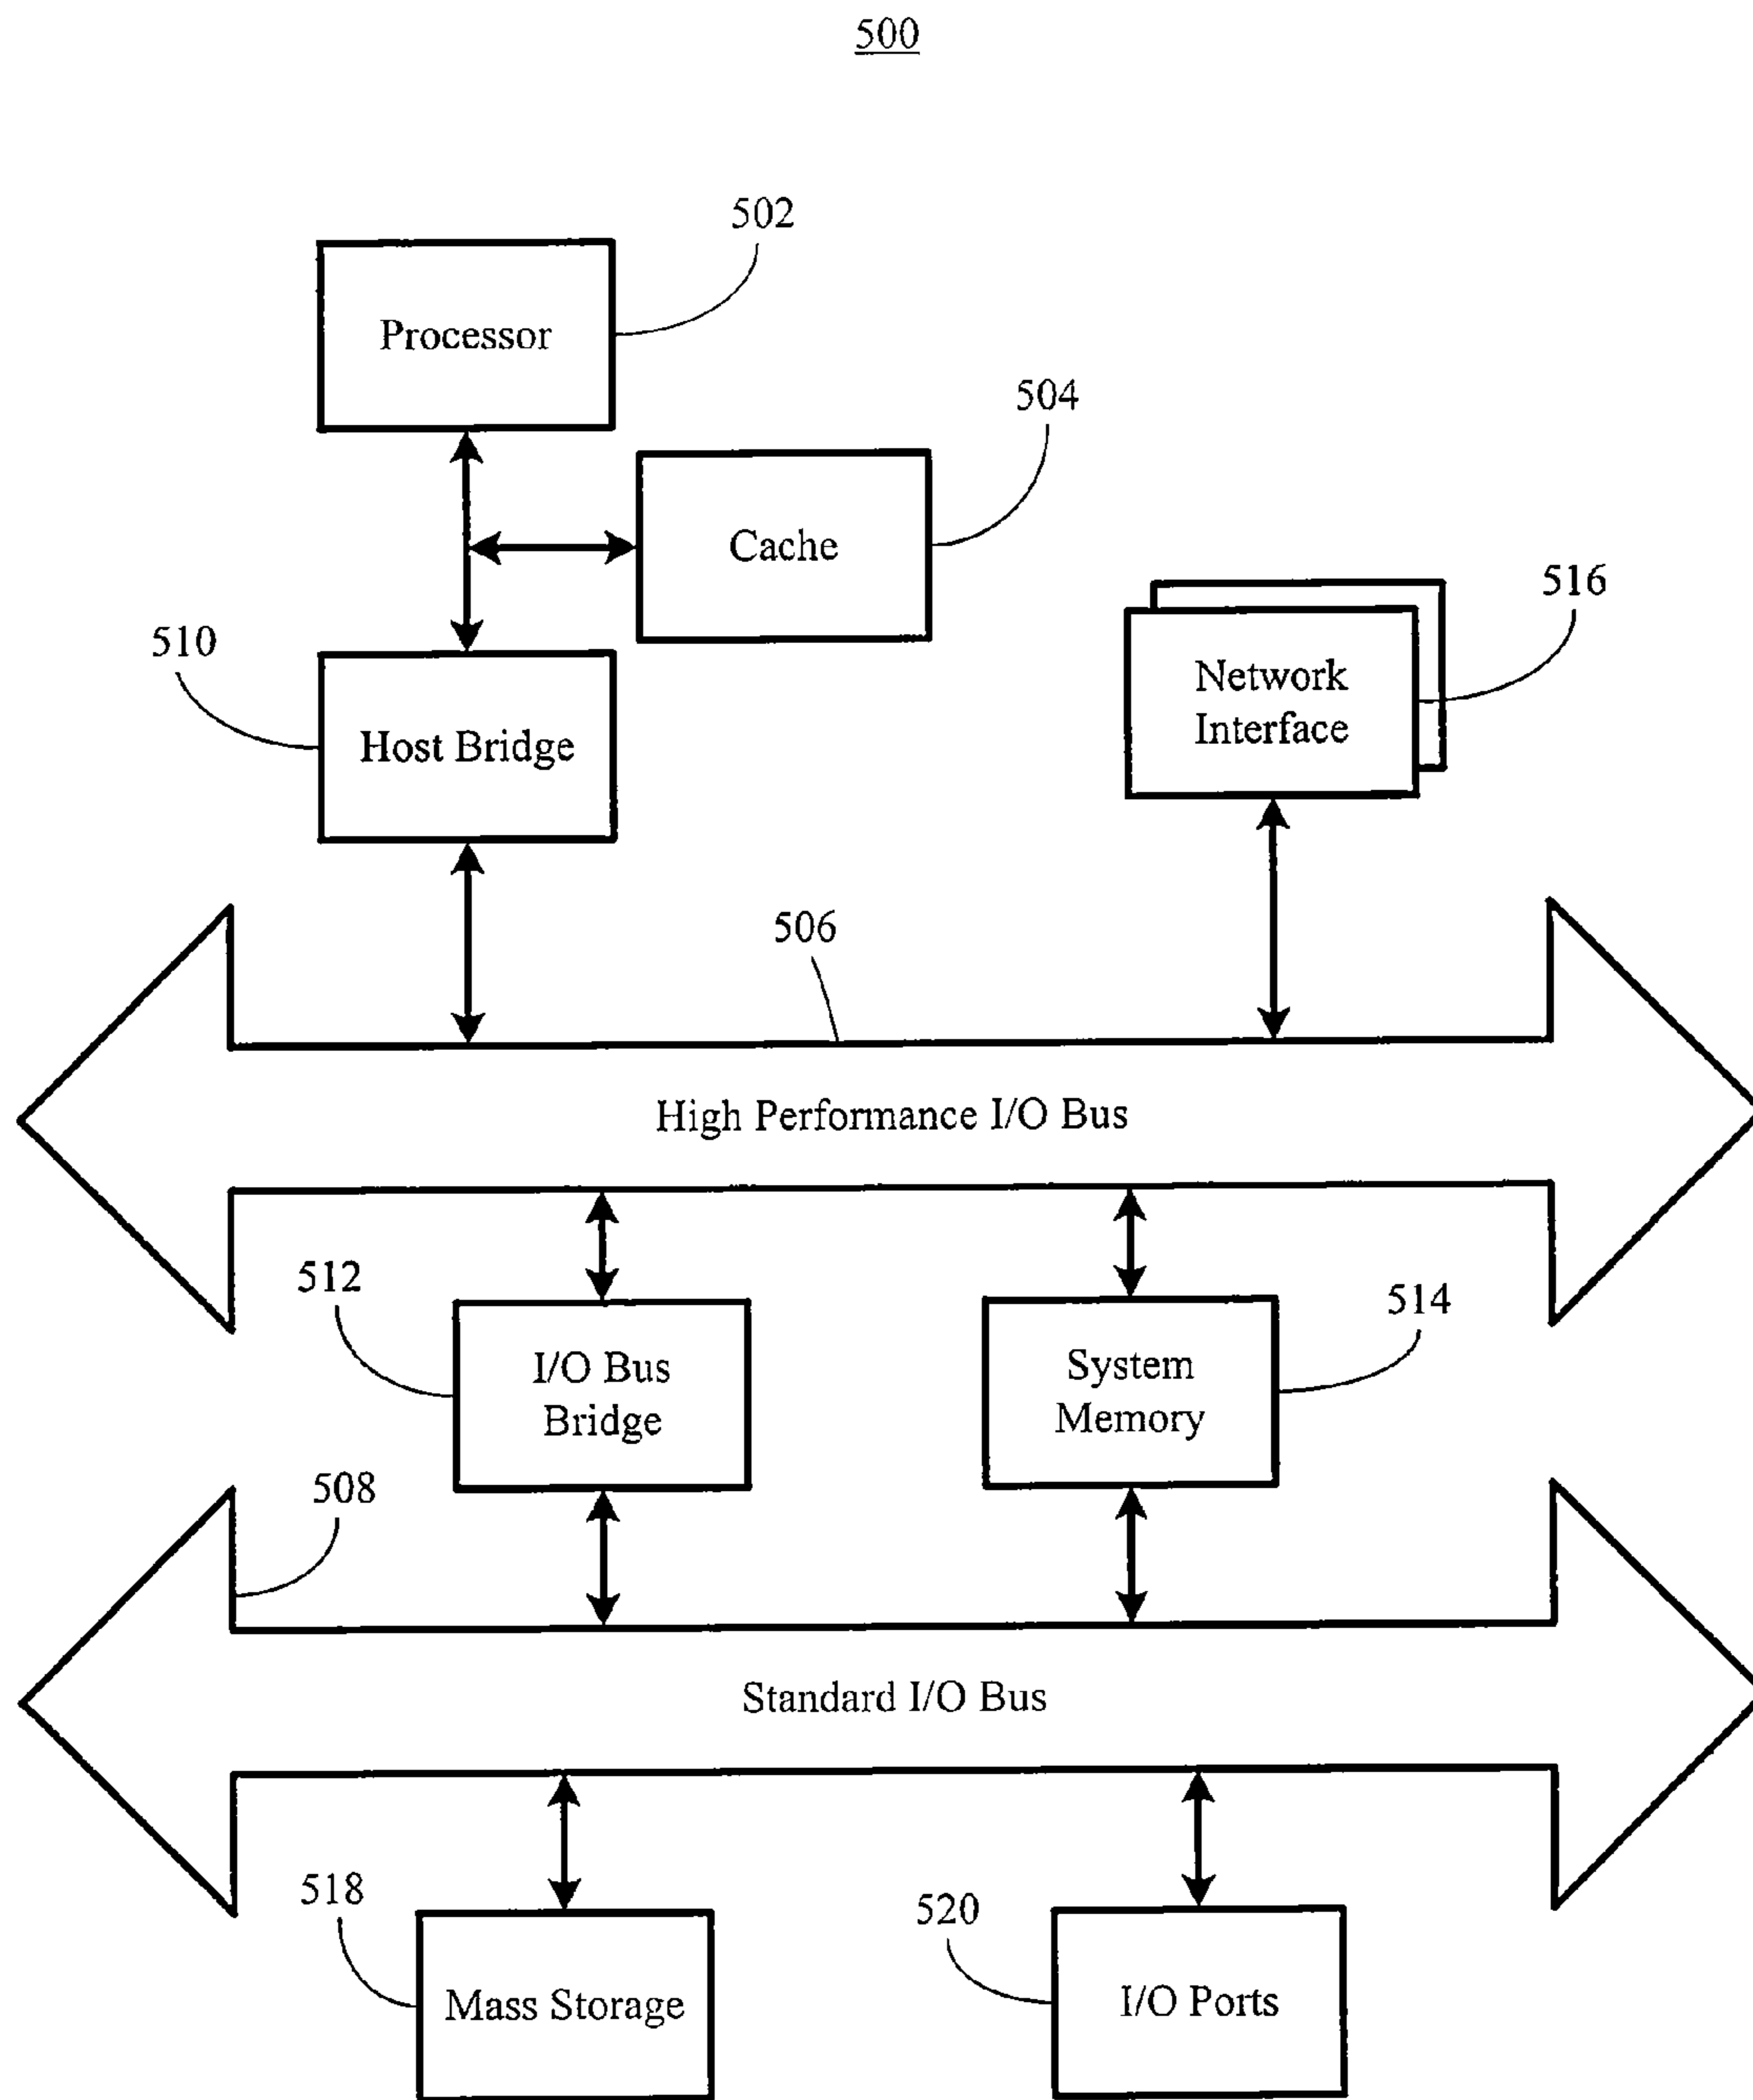 500
502
Processor
504
Cache
516
510
Network
Interface
Host Bridge
506
High Performance I/O Bus
512
514
I/O Bus
Bridge
System
Memory
508
Standard I/O Bus
518
520
Mass Storage
I/O Ports